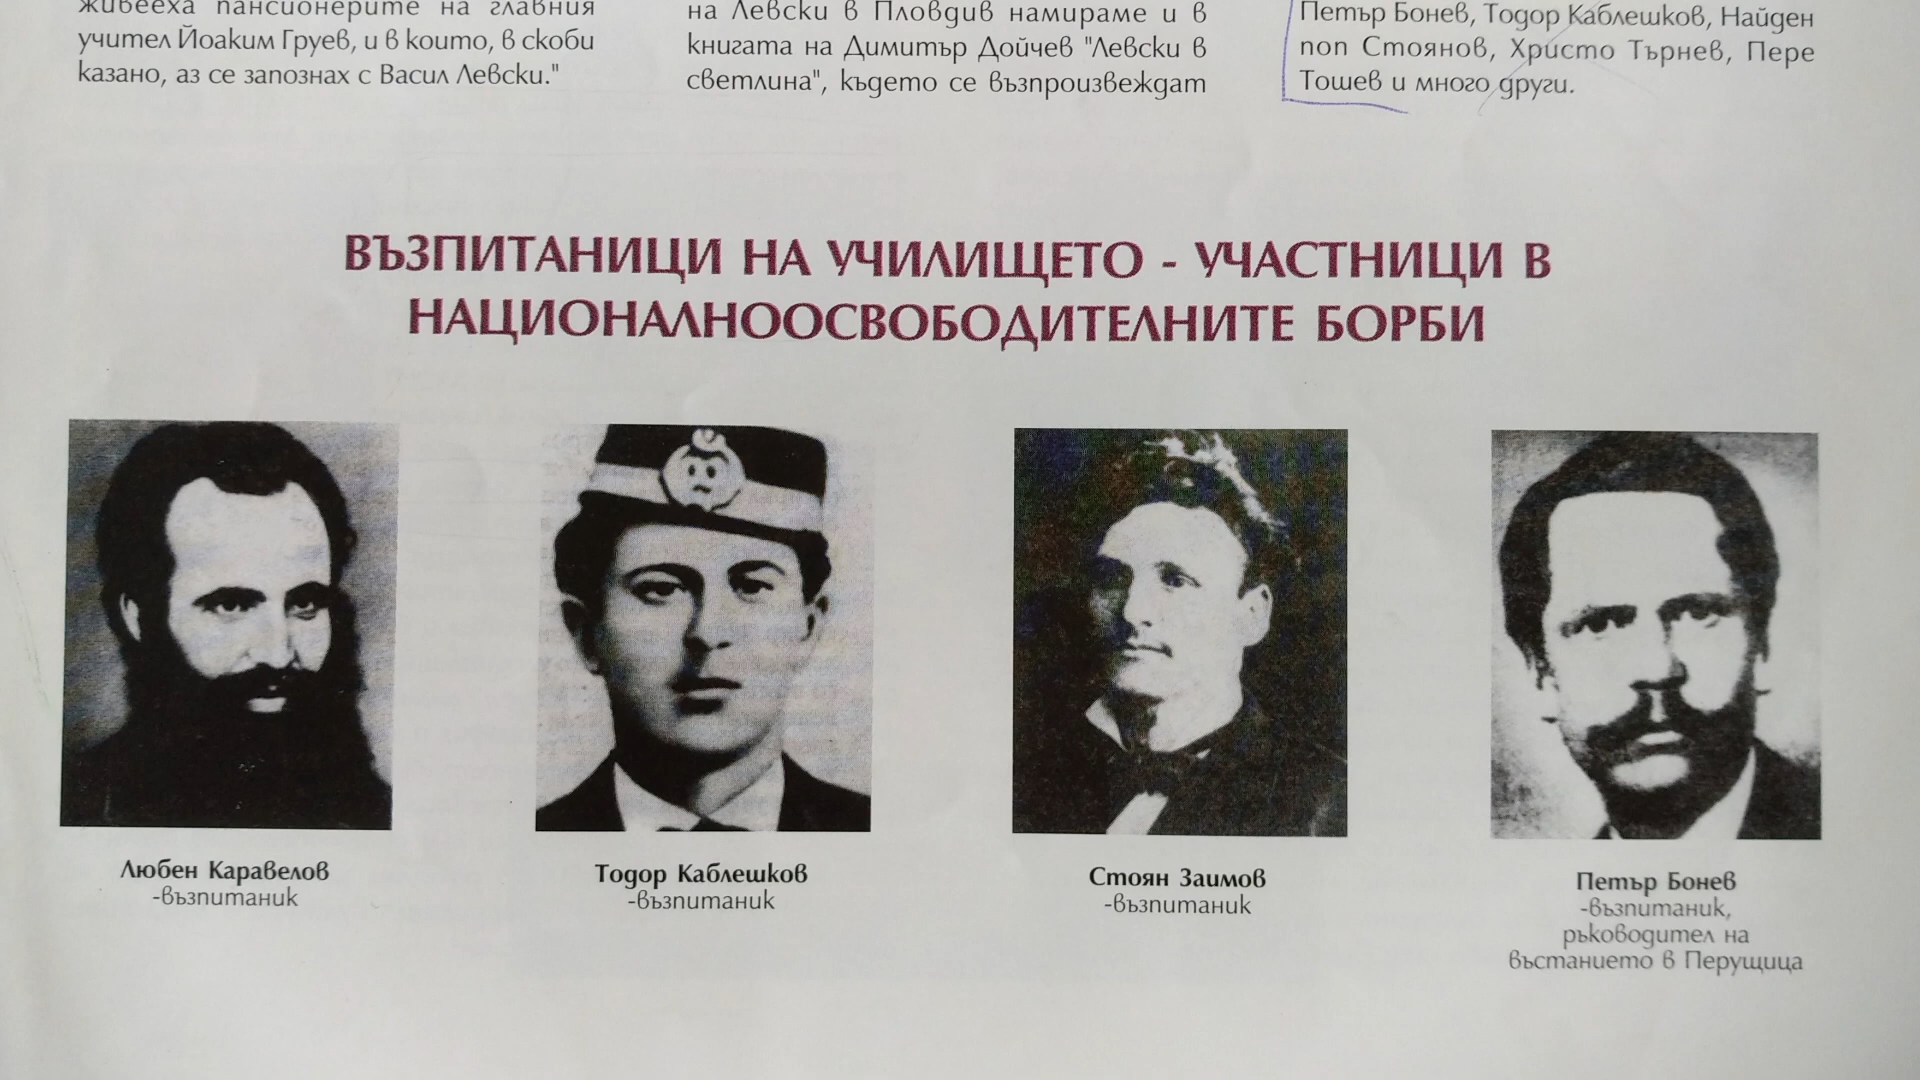 живееха пансионерите на главния
учител Йоаким Груев, и в които, в скоби
казано, аз се запознах с Васил Левски."
на Левски в Пловдив намираме и в
книгата на Димитър Дойчев "Левски в
светлина", където се възпроизвеждат
Петър Бонев, Тодор Каблешков, Найден
поп Стоянов, Христо Търнев, Пере
Тошев и много други.
ВЪЗПИТАНИЦИ НА УЧИЛИЩЕТО - УЧАСТНИЦИ В
НАЦИОНАЛНООСВОБОДИТЕЛНИТЕ БОРБИ
Любен Каравелов
-възпитаник
Тодор Каблешков
-възпитаник
Стоян Заимов
-възпитаник
Петър Бонев
-възпитаник,
ръководител на
въстанието в Перущица